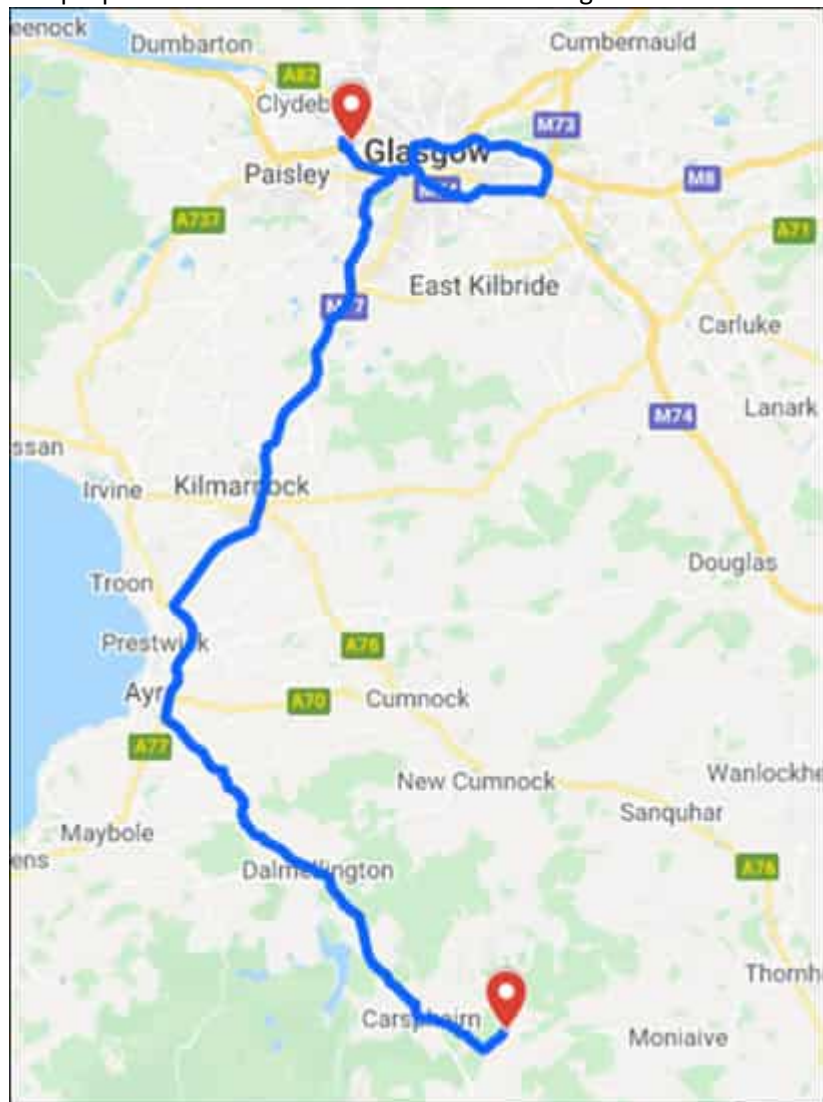 Dumbarton
Cumbernauld
A82
Clydeb
M73
Glasgow
Paisley
M8
A737
A71
East Kilbride
Carluke
M74
Lanark
ssan
Irvine
Kilmarnock
Douglas
Troon
Prestwick
A76
Ayr
A70
Cumnock
A77
New Cumnock
Wanlockhe
Sanquhar
Maybole
ens
Dalmellington
A76
Thornh
Carsphairn
Moniaive